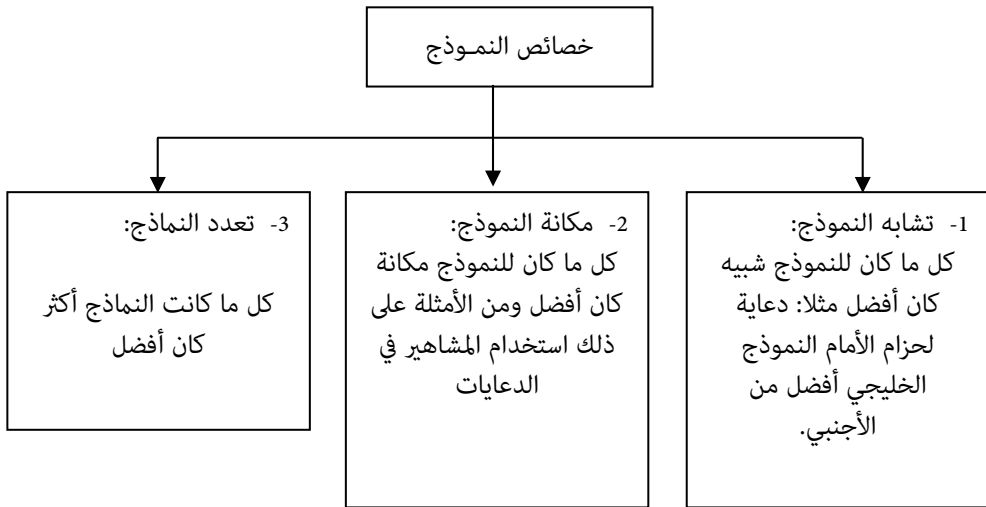 خصائص النمـوذج
1- تشابه النموذج:
كل ما كان للنموذج شبيه
كان أفضل مثلا: دعاية
لحزام الأمام النموذج
الخليجي أفضل من
الأجنبي.
2- مكانة النموذج:
كل ما كان للنموذج مكانة
كان أفضل ومن الأمثلة على
ذلك استخدام المشاهير في
الدعايات
3- تعدد النماذج:
كل ما كانت النماذج أكثر
كان أفضل